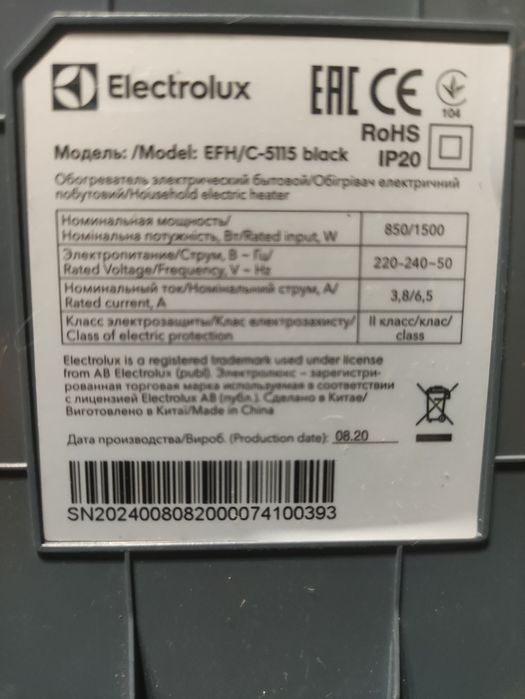 Electrolux
EAC CE
104
RoHS
Модель: /Model: EFH/C-5115 black
IP20
Обогреватель электрический бытовой/Обігрівач електричний
побутовий/Household electric heater
Номинальная мощность/
Номінальна потужність, Вт/Rated input, W
850/1500
Электропитание/Струм, В ~ Гц/
Rated Voltage/Frequency, V ~ Hz
220-240~50
Номинальный ток/Номінальний струм, А/
Rated current, A
3,8/6,5
Класс электрозащиты/Клас електрозахисту/
Class of electric protection
II класс/клас/
class
Electrolux is a registered trademark used under license
from AB Electrolux (publ). Электролюкс – зарегистри-
рованная торговая марка используемая в соответствии
с лицензией Electrolux AB (публ.). Сделано в Китае/
Виготовлено в Китаї/Made in China
Дата производства/Вироб. (Production date): 08.20
SN2024008082000074100393